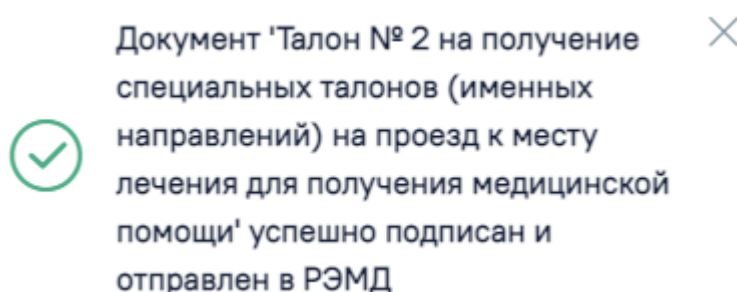 Документ 'Талон № 2 на получение
специальных талонов (именных
направлений) на проезд к месту
лечения для получения медицинской
помощи' успешно подписан и
отправлен в РЭМД